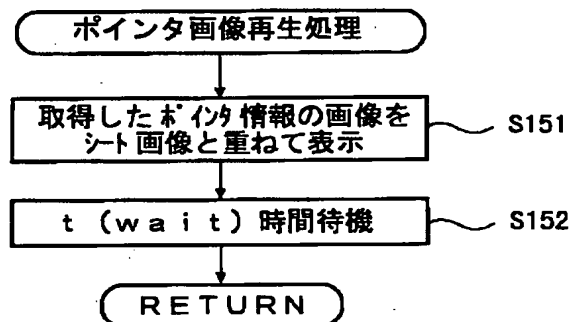 ポインタ画像再生処理
取得したﾎﾟｲﾝﾀ情報の画像を
ｼｰﾄ画像と重ねて表示
S151
t（wait）時間待機
S152
RETURN